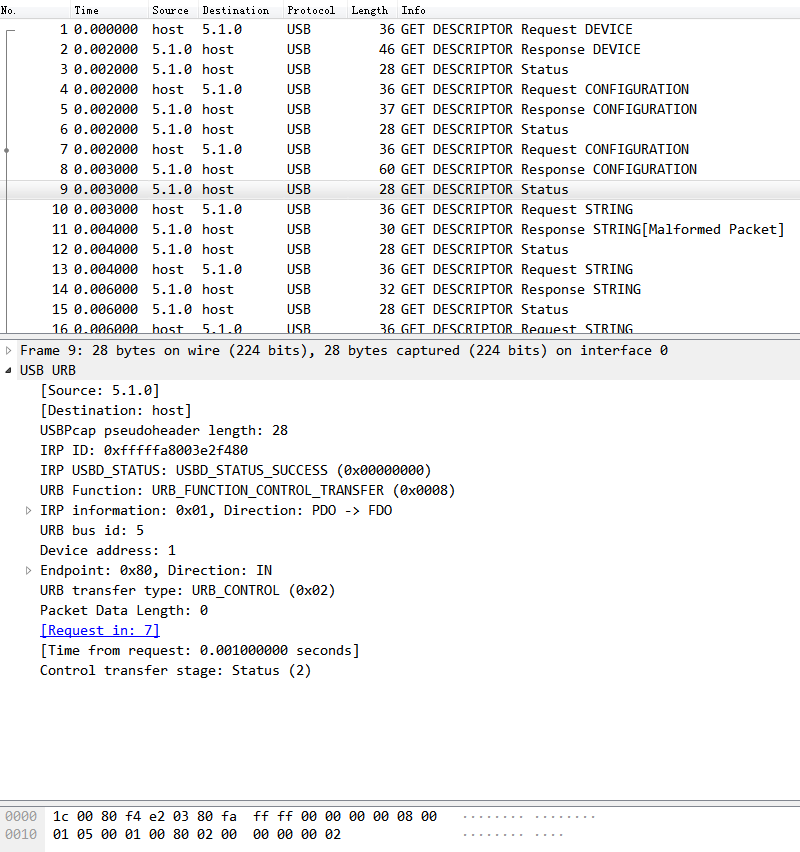 No. Time Source Destination Protocol Length Info
1 0.000000 host 5.1.0 USB 36 GET DESCRIPTOR Request DEVICE
2 0.002000 5.1.0 host USB 46 GET DESCRIPTOR Response DEVICE
3 0.002000 5.1.0 host USB 28 GET DESCRIPTOR Status
4 0.002000 host 5.1.0 USB 36 GET DESCRIPTOR Request CONFIGURATION
5 0.002000 5.1.0 host USB 37 GET DESCRIPTOR Response CONFIGURATION
6 0.002000 5.1.0 host USB 28 GET DESCRIPTOR Status
7 0.002000 host 5.1.0 USB 36 GET DESCRIPTOR Request CONFIGURATION
8 0.003000 5.1.0 host USB 60 GET DESCRIPTOR Response CONFIGURATION
9 0.003000 5.1.0 host USB 28 GET DESCRIPTOR Status
10 0.003000 host 5.1.0 USB 36 GET DESCRIPTOR Request STRING
11 0.004000 5.1.0 host USB 30 GET DESCRIPTOR Response STRING[Malformed Packet]
12 0.004000 5.1.0 host USB 28 GET DESCRIPTOR Status
13 0.004000 host 5.1.0 USB 36 GET DESCRIPTOR Request STRING
14 0.006000 5.1.0 host USB 32 GET DESCRIPTOR Response STRING
15 0.006000 5.1.0 host USB 28 GET DESCRIPTOR Status
16 0.006000 host 5.1.0 USB 36 GET DESCRIPTOR Request STRING
Frame 9: 28 bytes on wire (224 bits), 28 bytes captured (224 bits) on interface 0
USB URB
[Source: 5.1.0]
[Destination: host]
USBPcap pseudoheader length: 28
IRP ID: 0xfffffa8003e2f480
IRP USBD_STATUS: USBD_STATUS_SUCCESS (0x00000000)
URB Function: URB_FUNCTION_CONTROL_TRANSFER (0x0008)
IRP information: 0x01, Direction: PDO -> FDO
URB bus id: 5
Device address: 1
Endpoint: 0x80, Direction: IN
URB transfer type: URB_CONTROL (0x02)
Packet Data Length: 0
[Request in: 7]
[Time from request: 0.001000000 seconds]
Control transfer stage: Status (2)
0000 1c 00 80 f4 e2 03 80 fa ff ff 00 00 00 00 08 00 ........ ........
0010 01 05 00 01 00 80 02 00 00 00 00 02 ........ ....